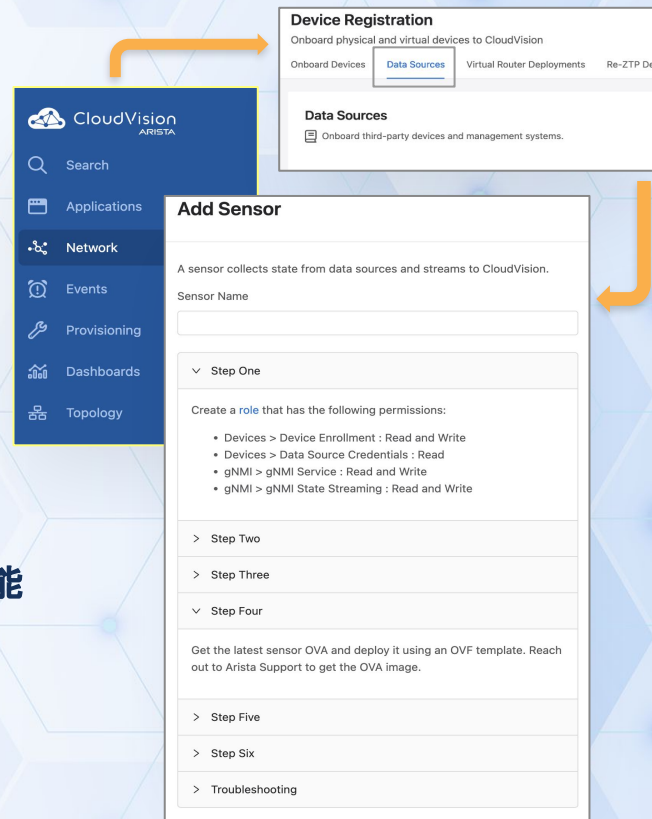 Device Registration
Onboard physical and virtual devices to CloudVision
Onboard Devices Data Sources Virtual Router Deployments Re-ZTP De
Data Sources
Onboard third-party devices and management systems.
CloudVision
ARISTA
Search
Applications
Network
Events
Provisioning
Dashboards
Topology
能
Add Sensor
A sensor collects state from data sources and streams to CloudVision.
Sensor Name
Step One
Create a role that has the following permissions:
• Devices > Device Enrollment : Read and Write
• Devices > Data Source Credentials : Read
• gNMI > gNMI Service : Read and Write
• gNMI > gNMI State Streaming : Read and Write
Step Two
Step Three
Step Four
Get the latest sensor OVA and deploy it using an OVF template. Reach
out to Arista Support to get the OVA image.
Step Five
Step Six
Troubleshooting